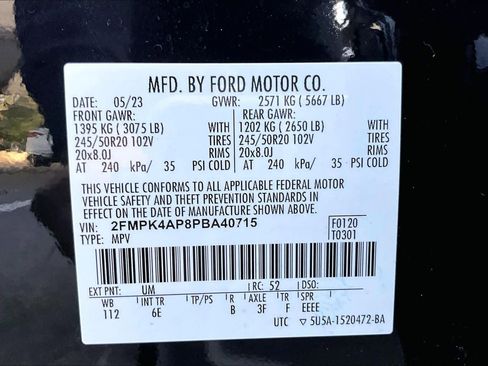 MFD. BY FORD MOTOR CO.
DATE: 05/23 GVWR: 2571 KG ( 5667 LB)
FRONT GAWR: REAR GAWR:
1395 KG ( 3075 LB) WITH 1202 KG ( 2650 LB) WITH
245/50R20 102V TIRES 245/50R20 102V TIRES
20x8.0J RIMS 20x8.0J RIMS
AT 240 kPa/ 35 PSI COLD AT 240 kPa/ 35 PSI COLD
THIS VEHICLE CONFORMS TO ALL APPLICABLE FEDERAL MOTOR
VEHICLE SAFETY AND THEFT PREVENTION STANDARDS IN
EFFECT ON THE DATE OF MANUFACTURE SHOWN ABOVE.
VIN: 2FMPK4AP8PBA40715 F0120
TYPE: MPV T0301
EXT PNT: UM RC: 52 DSO:
WB INT TR TP/PS R AXLE TR SPR
112 6E B 3F F EEEE
UTC 5U5A-1520472-BA